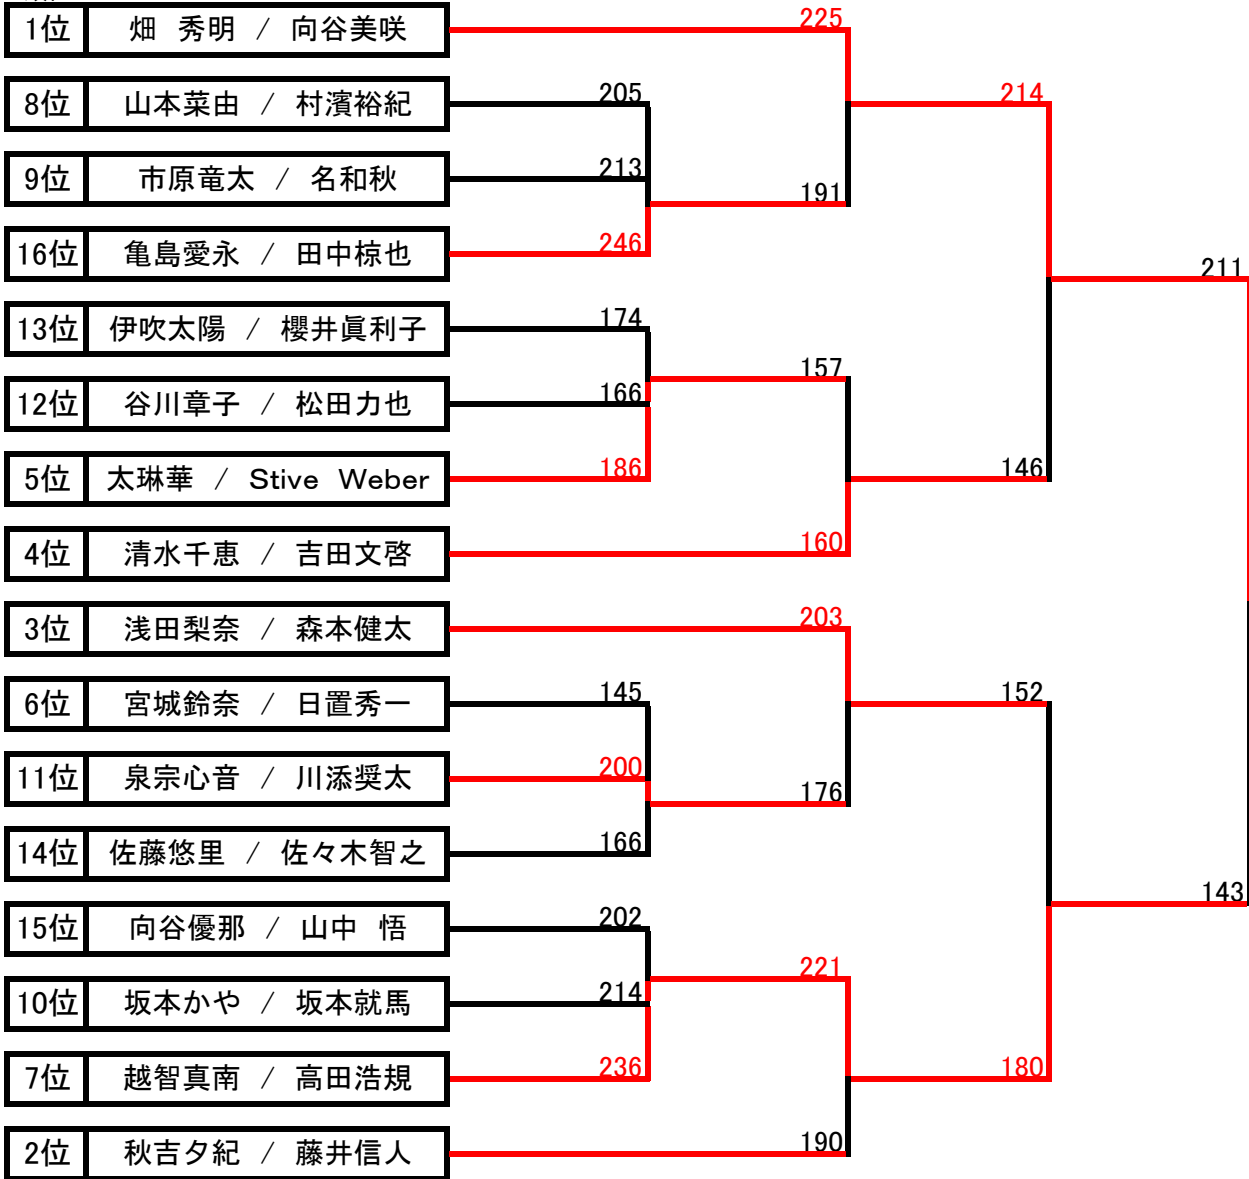 1位 畑 秀明 / 向谷美咲 225
8位 山本菜由 / 村濱裕紀 205 214
9位 市原竜太 / 名和秋 213 191
16位 亀島愛永 / 田中椋也 246 211
13位 伊吹太陽 / 櫻井眞利子 174
12位 谷川章子 / 松田力也 166 157
5位 太琳華 / Stive Weber 186 146
4位 清水千恵 / 吉田文啓 160
3位 浅田梨奈 / 森本健太 203
6位 宮城鈴奈 / 日置秀一 145 152
11位 泉宗心音 / 川添奨太 200 176
14位 佐藤悠里 / 佐々木智之 166 143
15位 向谷優那 / 山中 悟 202
10位 坂本かや / 坂本就馬 214 221
7位 越智真南 / 高田浩規 236 180
2位 秋吉夕紀 / 藤井信人 190